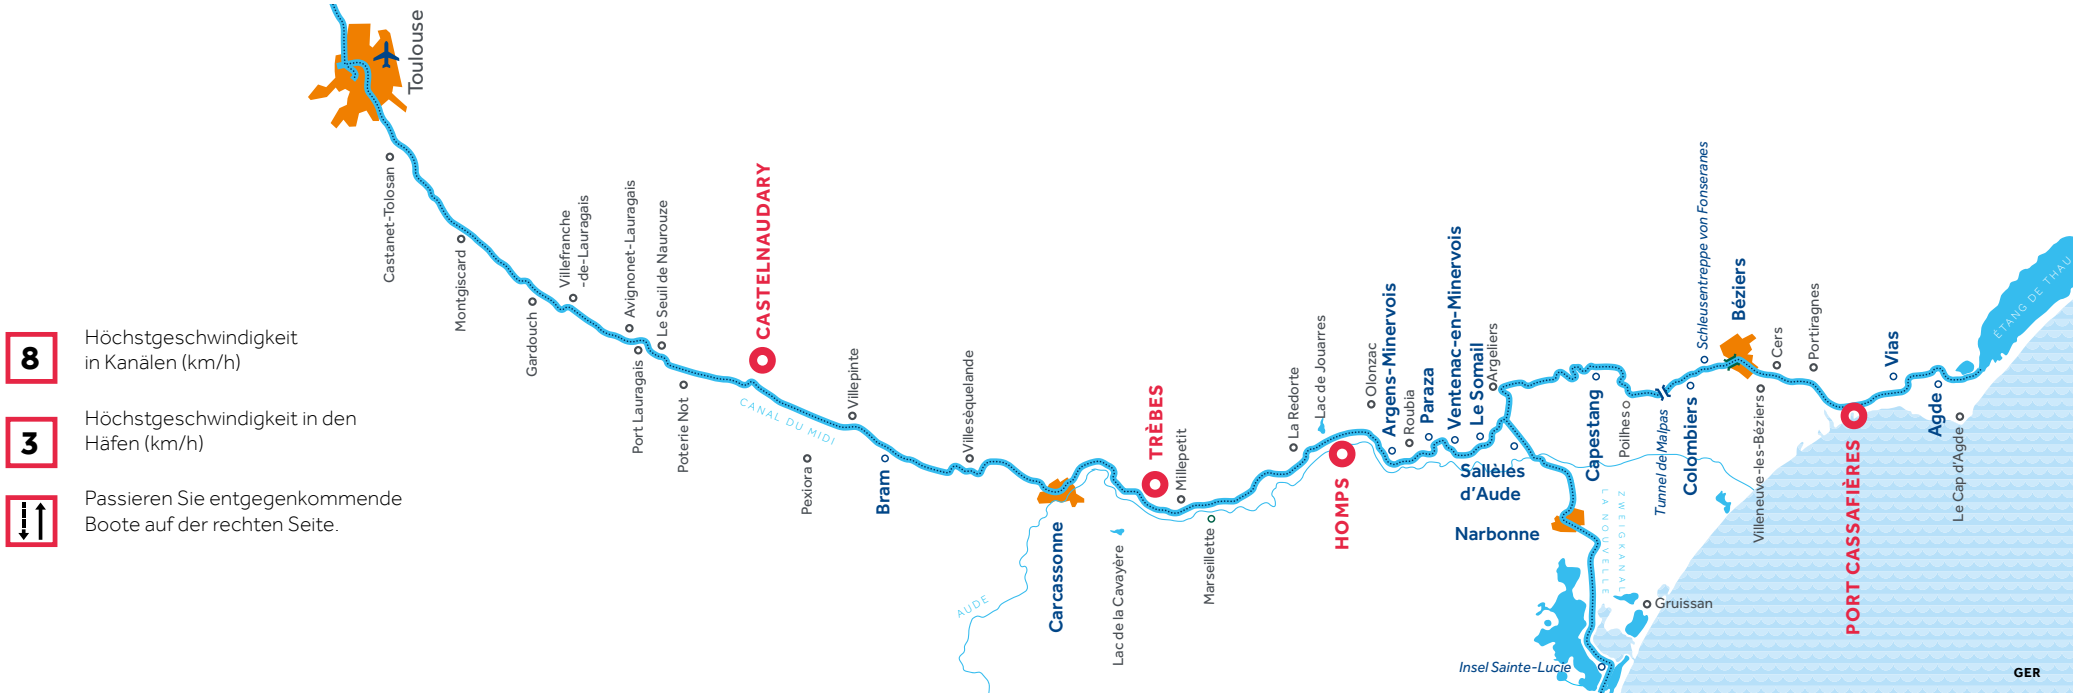 Toulouse
Castanet-Tolosan
Montgiscard
Gardouch
Villefranche
-de-Lauragais
Avignonet-Lauragais
Port Lauragais
Le Seuil de Naurouze
Poterie Not
CASTELNAUDARY
CANAL DU MIDI
Pexiora
Villepinte
Bram
Villesèquelande
AUDE
Carcassonne
Lac de la Cavayère
TRÈBES
Millepetit
Marseillette
La Redorte
Lac de Jouarres
HOMPS
Olonzac
Argens-Minervois
Roubia
Paraza
Ventenac-en-Minervois
Le Somail
Argeliers
Sallèles
d'Aude
Narbonne
Capestang
LA NOUVELLE
ZWEIGKANAL
Poilhes
Tunnel de Malpas
Colombiers
Schleusentreppe von Fonseranes
Béziers
Villeneuve-les-Béziers
Cers
Portiragnes
PORT CASSAFIÈRES
Vias
Agde
Le Cap d'Agde
ÉTANG DE THAU
Gruissan
Insel Sainte-Lucie
8
Höchstgeschwindigkeit
in Kanälen (km/h)
3
Höchstgeschwindigkeit in den
Häfen (km/h)
Passieren Sie entgegenkommende
Boote auf der rechten Seite.
GER